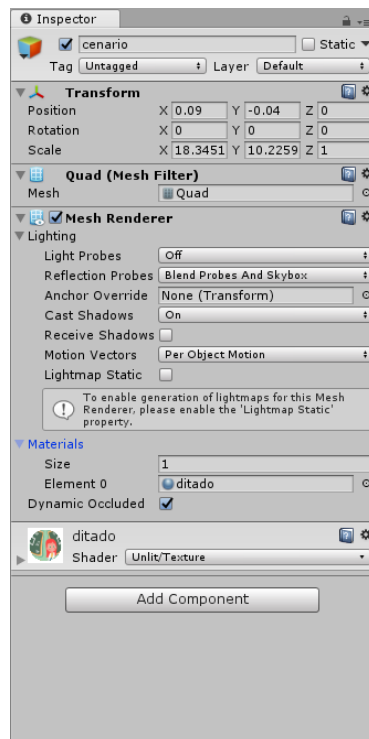 Inspector
cenario Static
Tag Untagged Layer Default
Transform
Position X 0.09 Y -0.04 Z 0
Rotation X 0 Y 0 Z 0
Scale X 18.3451 Y 10.2259 Z 1
Quad (Mesh Filter)
Mesh Quad
Mesh Renderer
Lighting
Light Probes Off
Reflection Probes Blend Probes And Skybox
Anchor Override None (Transform)
Cast Shadows On
Receive Shadows
Motion Vectors Per Object Motion
Lightmap Static
To enable generation of lightmaps for this Mesh
Renderer, please enable the 'Lightmap Static'
property.
Materials
Size 1
Element 0 ditado
Dynamic Occluded
ditado
Shader Unlit/Texture
Add Component